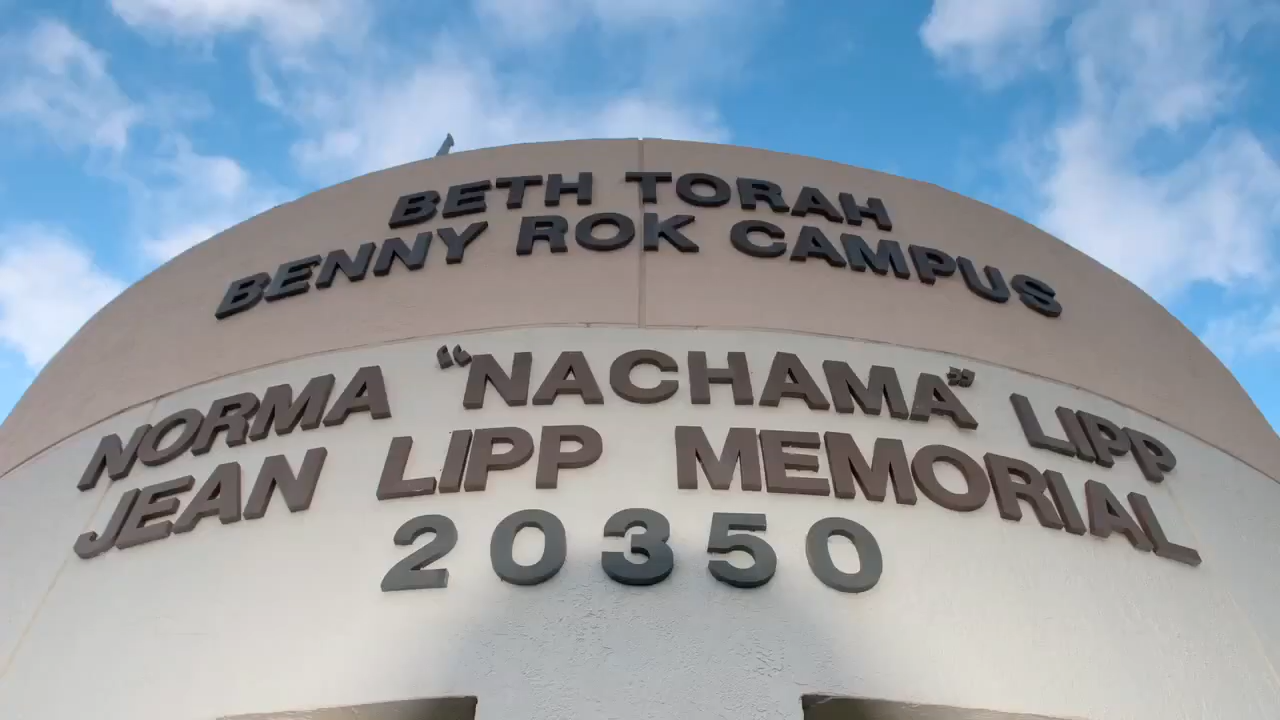 BETH TORAH
BENNY ROK CAMPUS
NORMA “NACHAMA” LIPP
JEAN LIPP MEMORIAL
20350